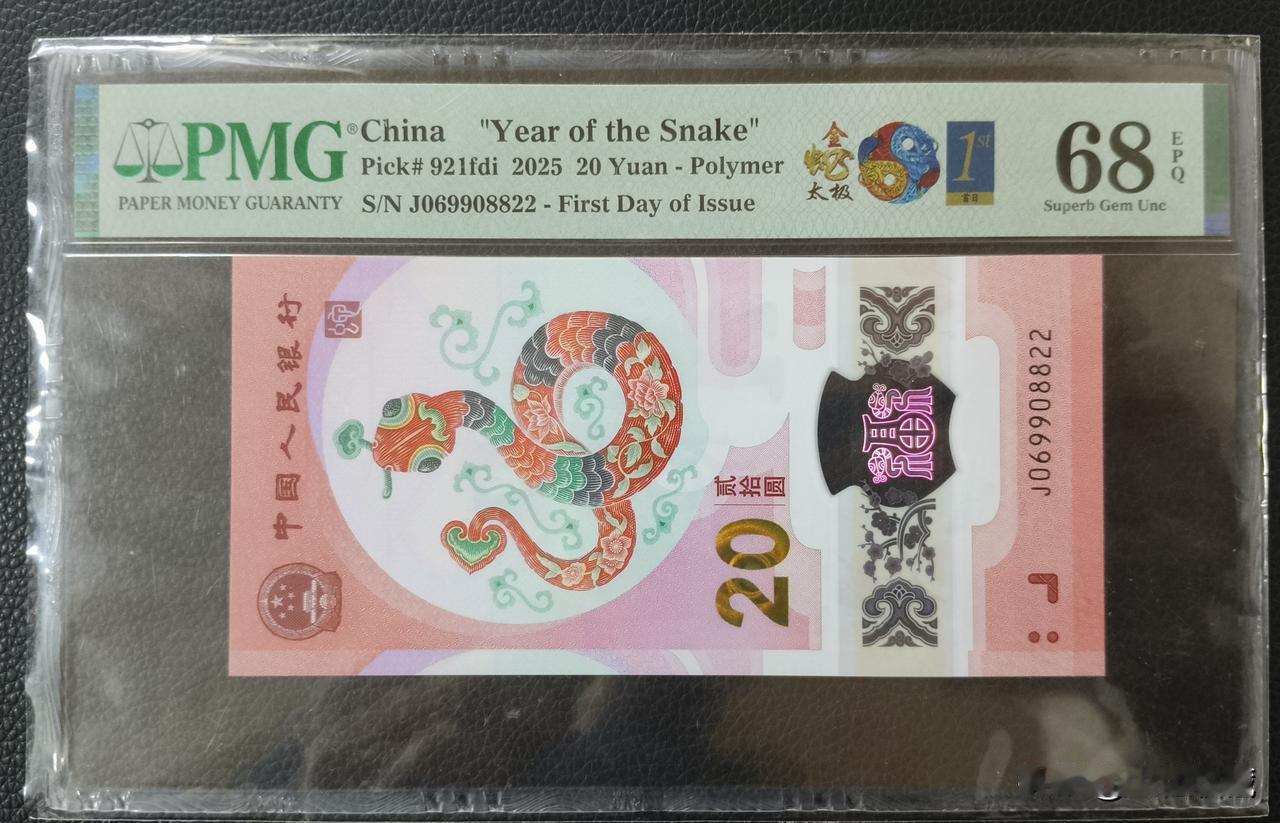 PMG®
PAPER MONEY GUARANTY
China "Year of the Snake"
Pick# 921fdi 2025 20 Yuan - Polymer
S/N J069908822 - First Day of Issue
金
蛇
太极
1st
首日
68
EPQ
Superb Gem Unc
中国人民银行
贰拾圆
20
J069908822